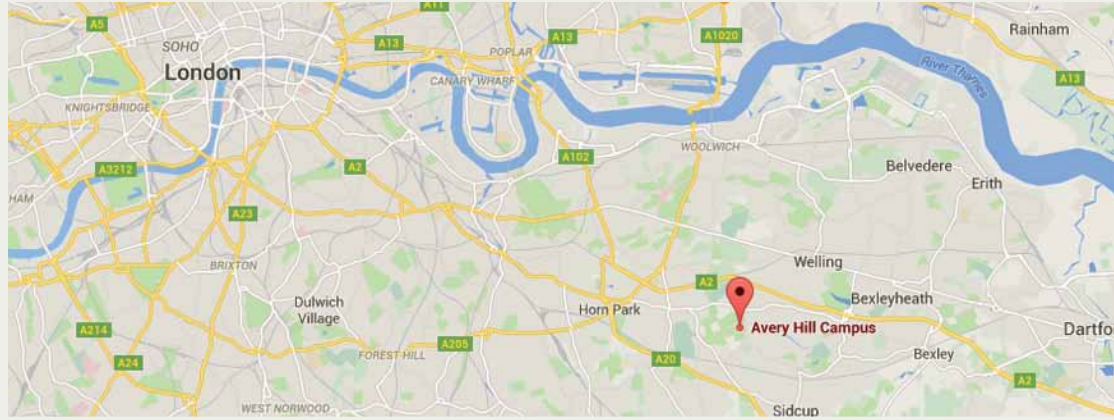 A11
A5
SOHO
A13
A13
A1020
Rainham
POPLAR
London
CANARY WHARF
River Thames
A13
KNIGHTSBRIDGE
WOOLWICH
A3212
A2
A102
Belvedere
Erith
HAM
A23
BRIXTON
Welling
A2
Dulwich
Village
Horn Park
Bexleyheath
A214
Avery Hill Campus
Dartfo
A205
FOREST HILL
A24
A20
Bexley
A2
WEST NORWOOD
Sidcup